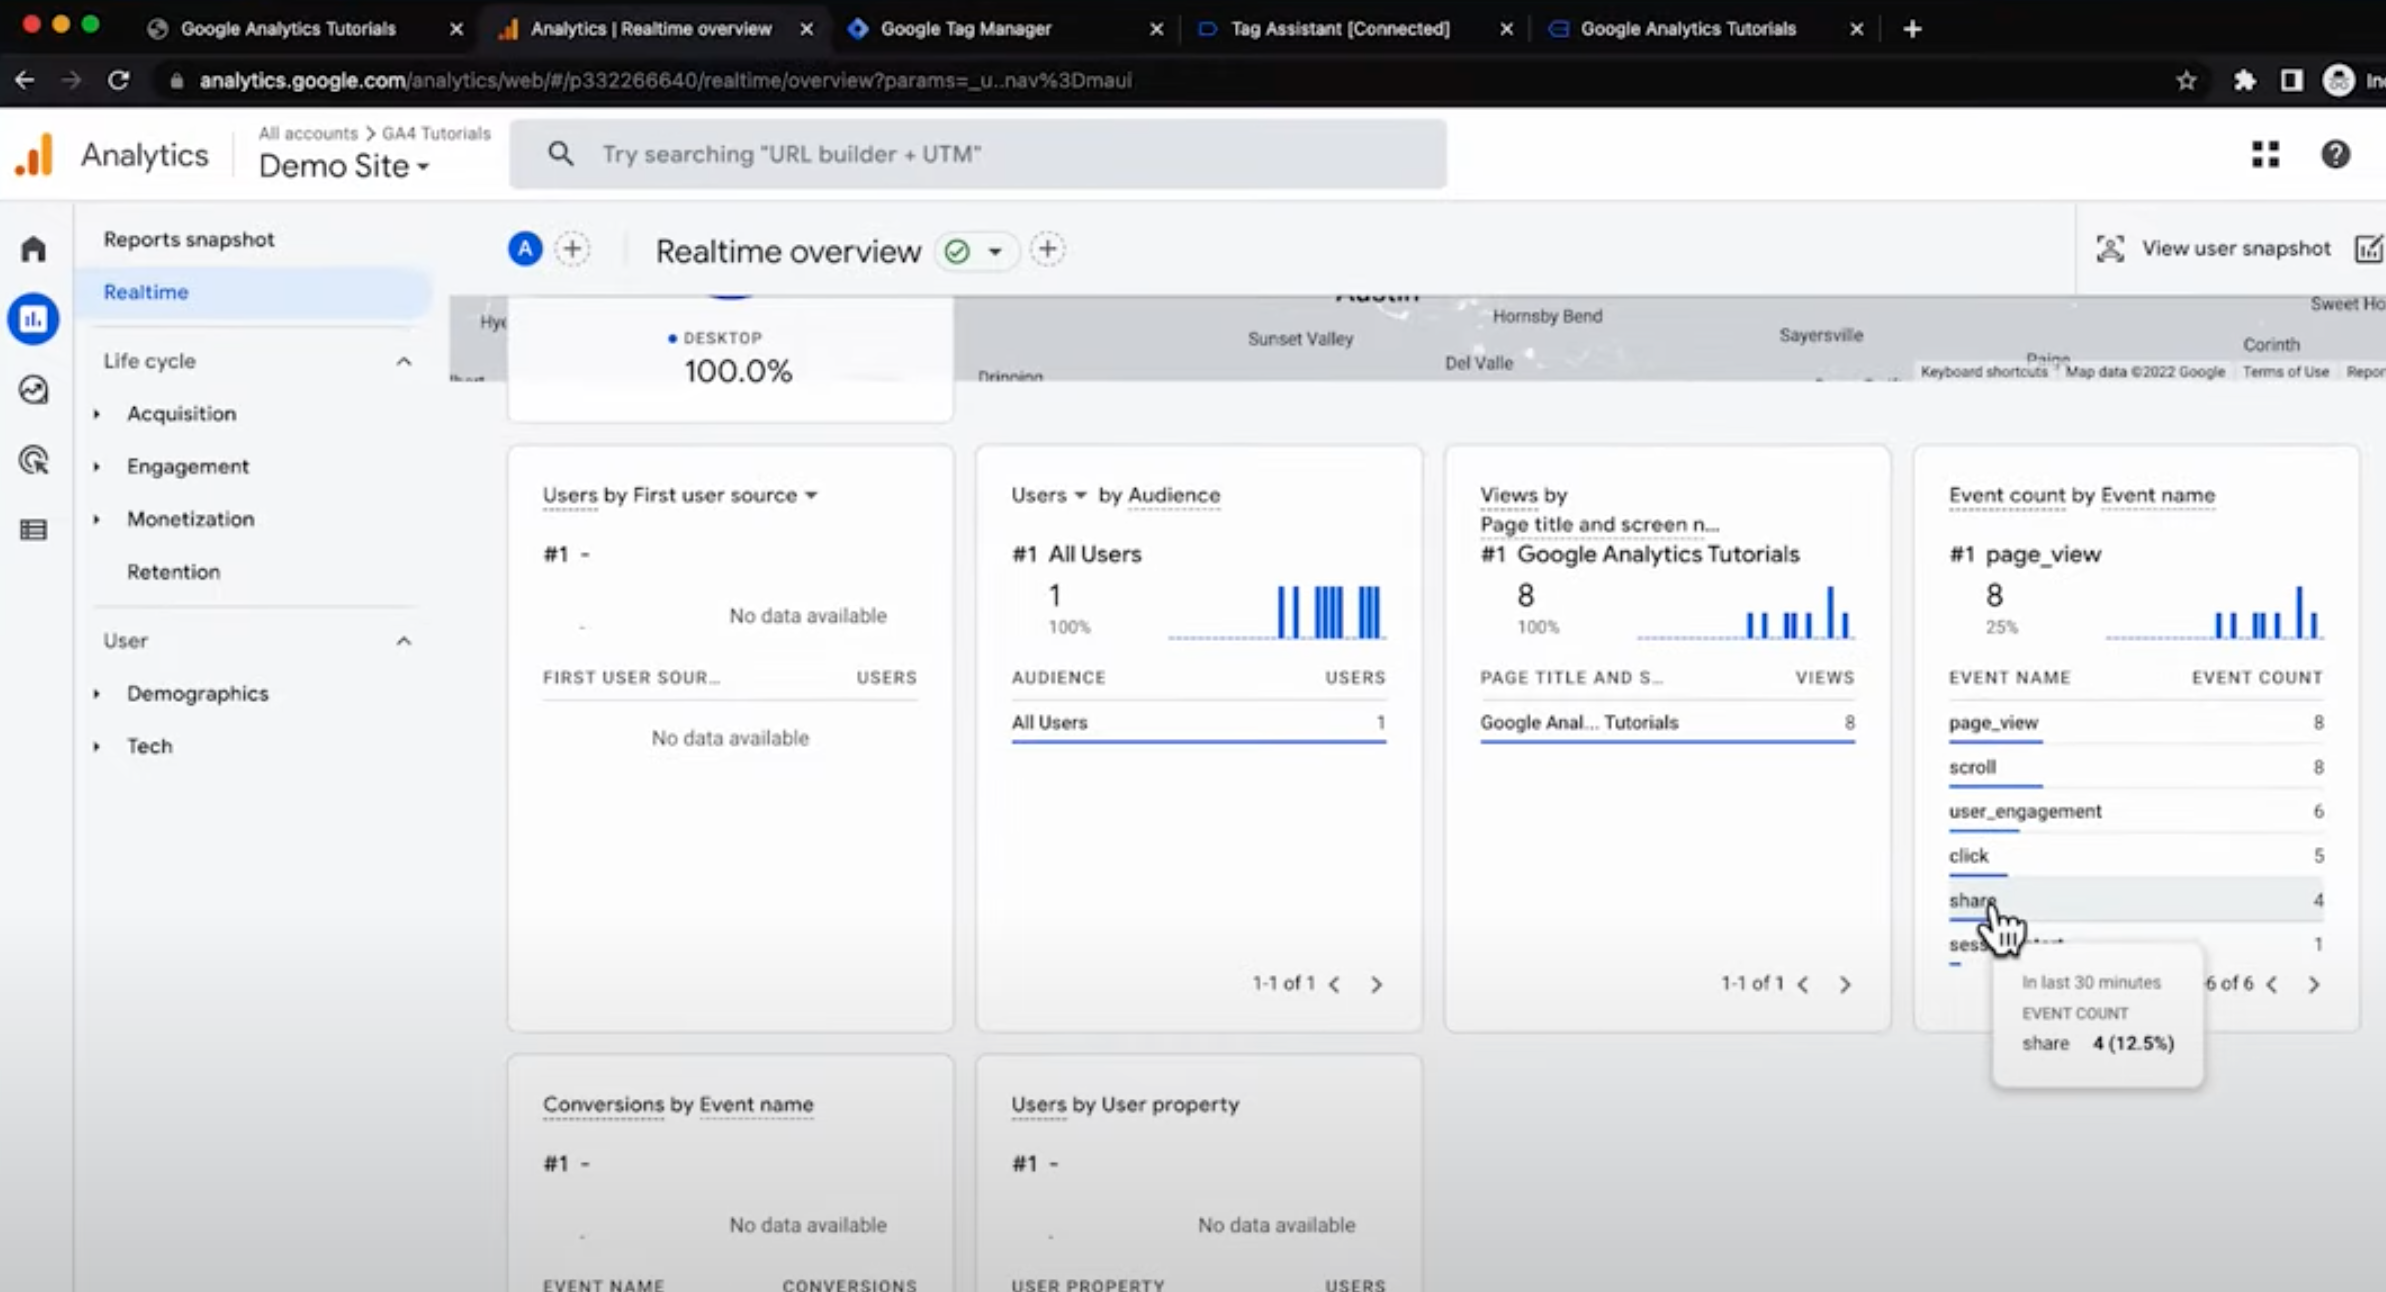 Google Analytics Tutorials
Analytics | Realtime overview
Google Tag Manager
Tag Assistant [Connected]
Google Analytics Tutorials
analytics.google.com/analytics/web/#/p332266640/realtime/overview?params=_u..nav%3Dmaui
Analytics
All accounts > GA4 Tutorials
Demo Site
Try searching "URL builder + UTM"
Reports snapshot
Realtime
Life cycle
Acquisition
Engagement
Monetization
Retention
User
Demographics
Tech
A
Realtime overview
View user snapshot
DESKTOP
100.0%
Austin
Hornsby Bend
Sunset Valley
Sayersville
Sweet Ho
Del Valle
Corinth
Paige
Dripping
Hye
Keyboard shortcuts
Map data ©2022 Google
Terms of Use
Repor
Users by First user source
#1 -
-
No data available
FIRST USER SOUR... USERS
No data available
Users by Audience
#1 All Users
1
100%
AUDIENCE USERS
All Users 1
1-1 of 1
Views by
Page title and screen n...
#1 Google Analytics Tutorials
8
100%
PAGE TITLE AND S... VIEWS
Google Anal... Tutorials 8
1-1 of 1
Event count by Event name
#1 page_view
8
25%
EVENT NAME EVENT COUNT
page_view 8
scroll 8
user_engagement 6
click 5
share 4
sess 1
6 of 6
In last 30 minutes
EVENT COUNT
share 4 (12.5%)
Conversions by Event name
#1 -
-
No data available
EVENT NAME CONVERSIONS
Users by User property
#1 -
-
No data available
USER PROPERTY USERS